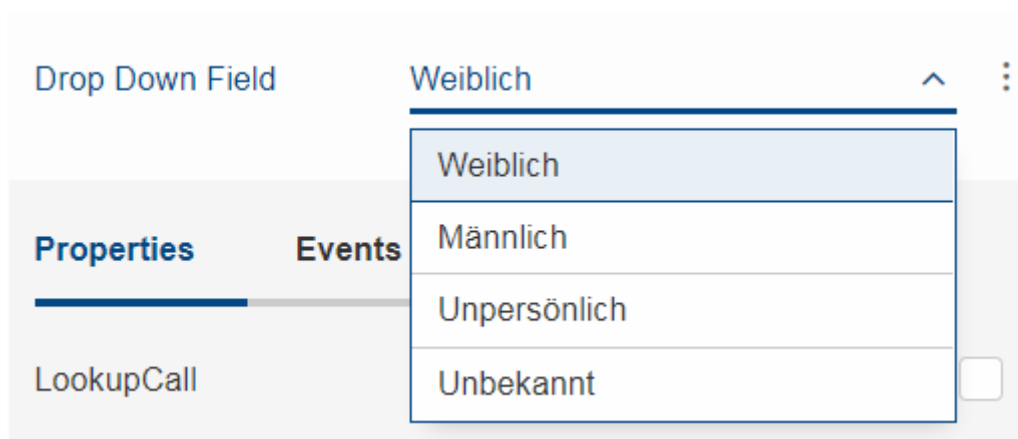 Drop Down Field Weiblich
Weiblich
Männlich
Properties Events
Unpersönlich
LookupCall
Unbekannt